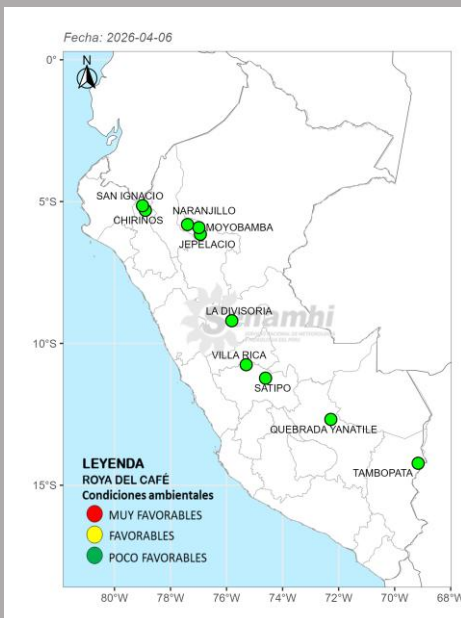 Fecha: 2026-04-06
N
0°
SAN IGNACIO
NARANJILLO
5°S
CHIRINOS
MOYOBAMBA
JEPELACIO
LA DIVISORIA
Senamhi
10°S
VILLA RICA
SATIPO
QUEBRADA YANATILE
TAMBOPATA
LEYENDA
ROYA DEL CAFÉ
Condiciones ambientales
15°S
MUY FAVORABLES
FAVORABLES
POCO FAVORABLES
80°W 78°W 76°W 74°W 72°W 70°W 68°W